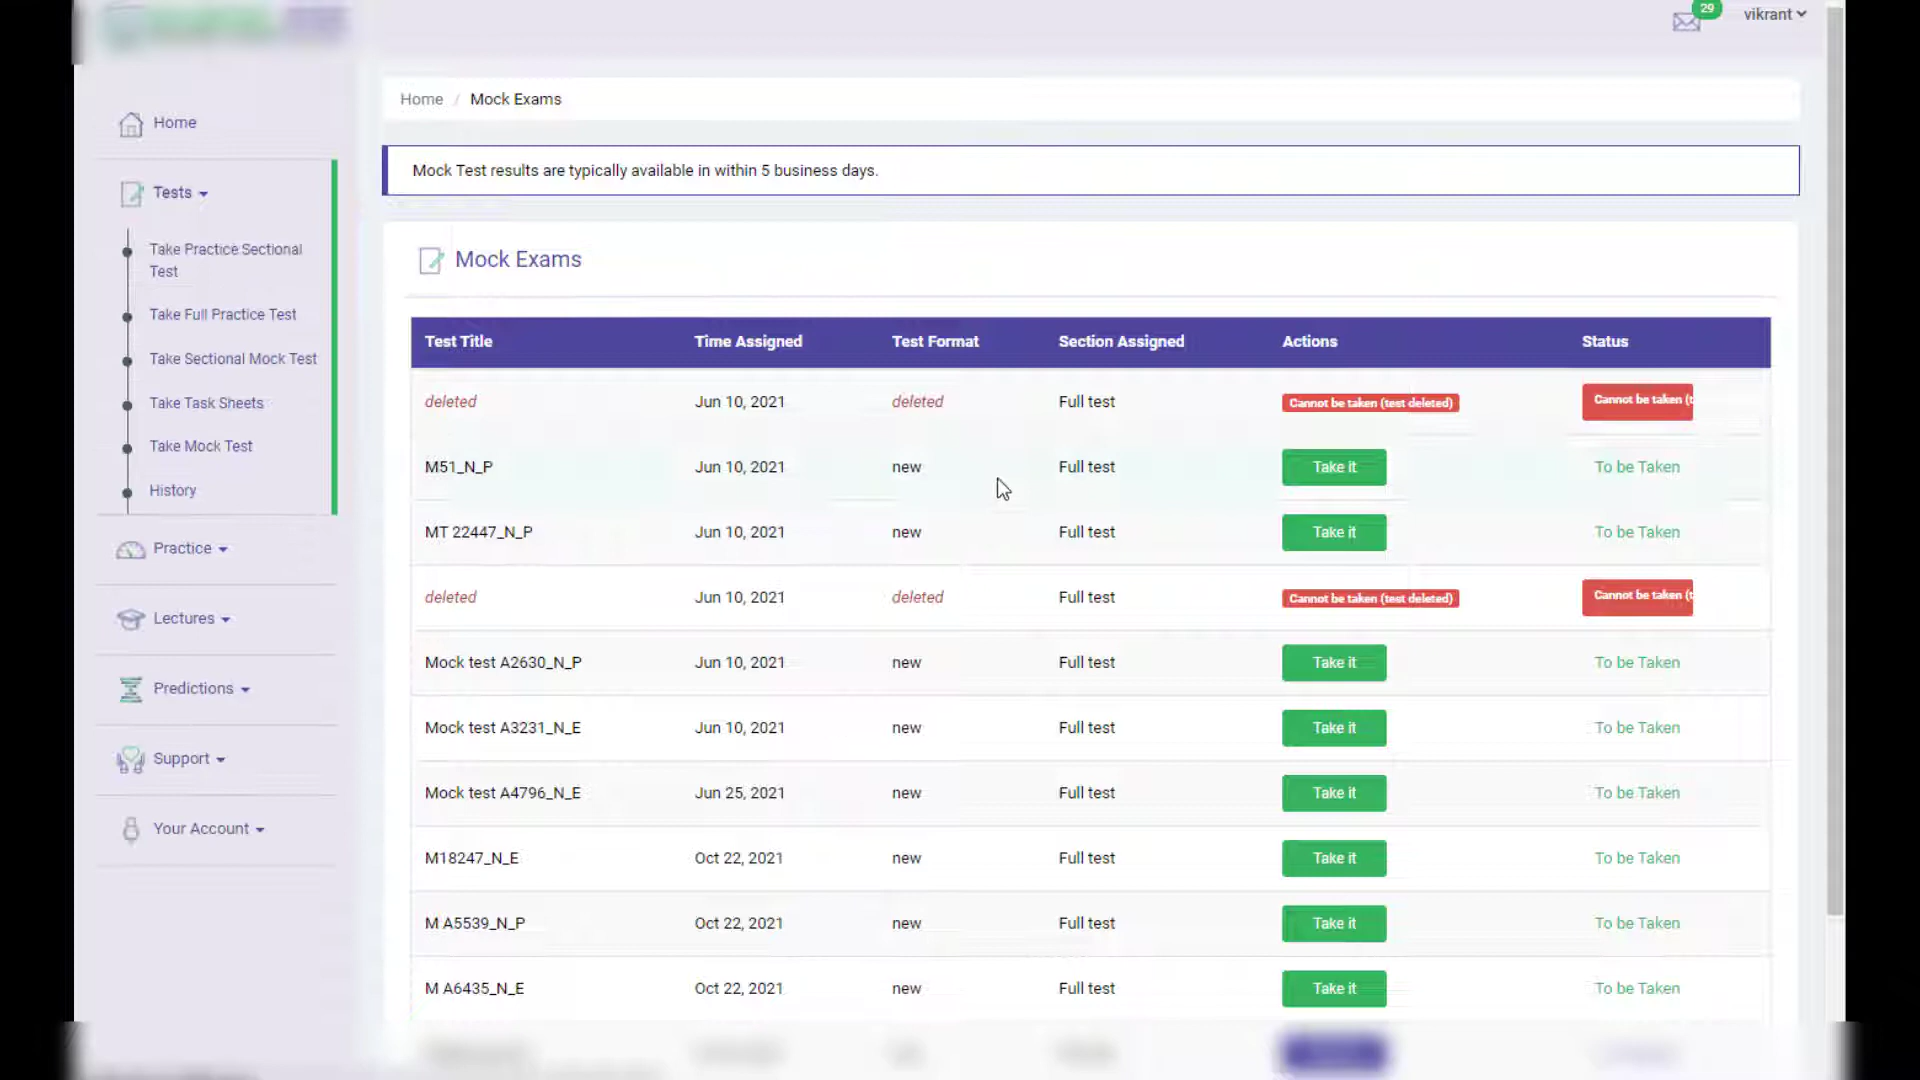 29
vikrant
Home / Mock Exams
Mock Test results are typically available in within 5 business days.
Home
Tests
Take Practice Sectional
Test
Take Full Practice Test
Take Sectional Mock Test
Take Task Sheets
Take Mock Test
History
Practice
Lectures
Predictions
Support
Your Account
Mock Exams
Test Title Time Assigned Test Format Section Assigned Actions Status
deleted Jun 10, 2021 deleted Full test Cannot be taken (test deleted) Cannot be taken (t
M51_N_P Jun 10, 2021 new Full test Take it To be Taken
MT 22447_N_P Jun 10, 2021 new Full test Take it To be Taken
deleted Jun 10, 2021 deleted Full test Cannot be taken (test deleted) Cannot be taken (t
Mock test A2630_N_P Jun 10, 2021 new Full test Take it To be Taken
Mock test A3231_N_E Jun 10, 2021 new Full test Take it To be Taken
Mock test A4796_N_E Jun 25, 2021 new Full test Take it To be Taken
M18247_N_E Oct 22, 2021 new Full test Take it To be Taken
M A5539_N_P Oct 22, 2021 new Full test Take it To be Taken
M A6435_N_E Oct 22, 2021 new Full test Take it To be Taken